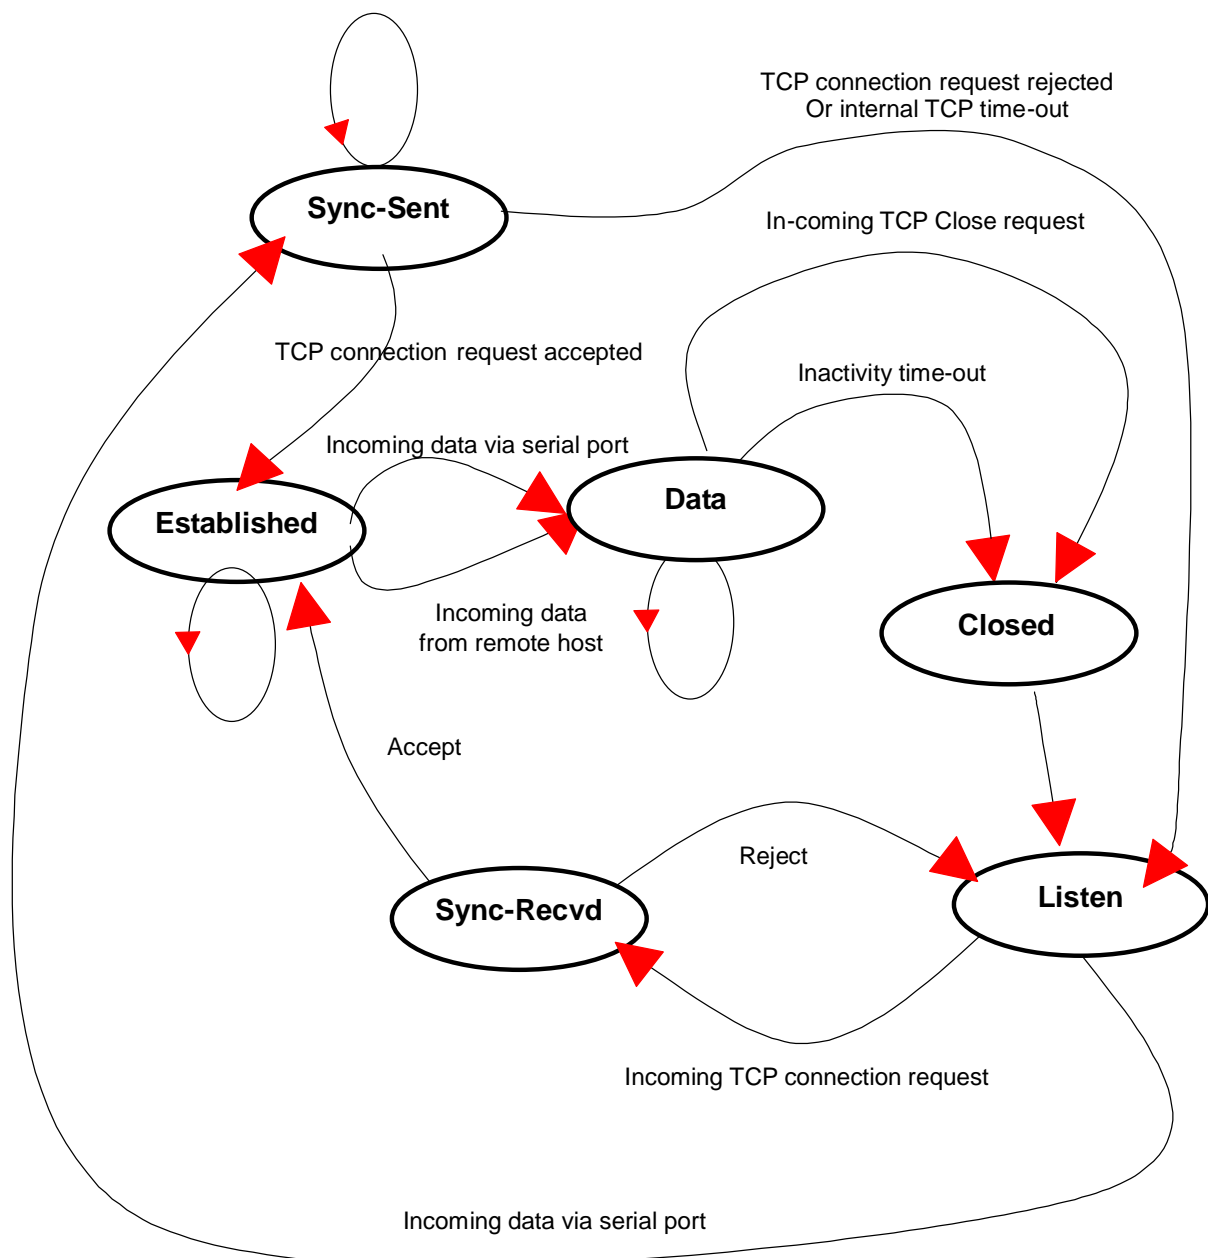 TCP connection request rejected
Or internal TCP time-out
Sync-Sent
In-coming TCP Close request
TCP connection request accepted
Inactivity time-out
Incoming data via serial port
Data
Established
Incoming data
from remote host
Closed
Accept
Reject
Listen
Sync-Recvd
Incoming TCP connection request
Incoming data via serial port